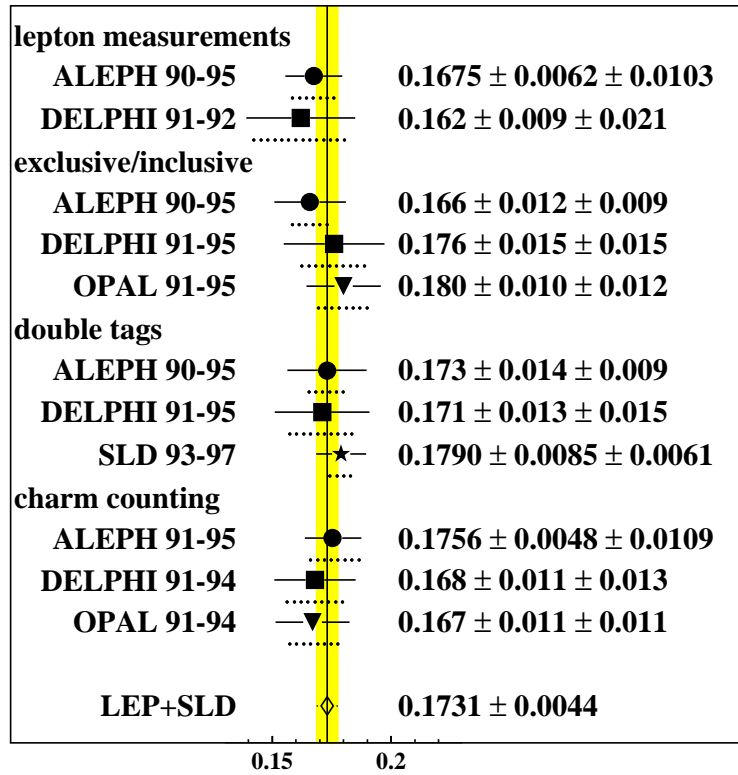 lepton measurements
ALEPH 90-95 0.1675 ± 0.0062 ± 0.0103
DELPHI 91-92 0.162 ± 0.009 ± 0.021
exclusive/inclusive
ALEPH 90-95 0.166 ± 0.012 ± 0.009
DELPHI 91-95 0.176 ± 0.015 ± 0.015
OPAL 91-95 0.180 ± 0.010 ± 0.012
double tags
ALEPH 90-95 0.173 ± 0.014 ± 0.009
DELPHI 91-95 0.171 ± 0.013 ± 0.015
SLD 93-97 0.1790 ± 0.0085 ± 0.0061
charm counting
ALEPH 91-95 0.1756 ± 0.0048 ± 0.0109
DELPHI 91-94 0.168 ± 0.011 ± 0.013
OPAL 91-94 0.167 ± 0.011 ± 0.011
LEP+SLD 0.1731 ± 0.0044
0.15 0.2